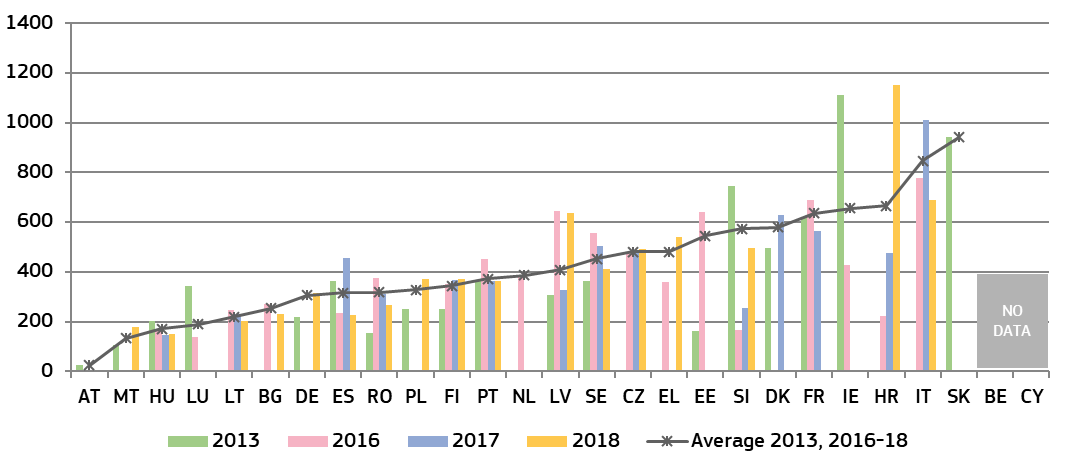 1400
1200
1000
800
600
400
200
0
NO
DATA
AT MT HU LU LT BG DE ES RO PL FI PT NL LV SE CZ EL EE SI DK FR IE HR IT SK BE CY
2013 2016 2017 2018 Average 2013, 2016-18